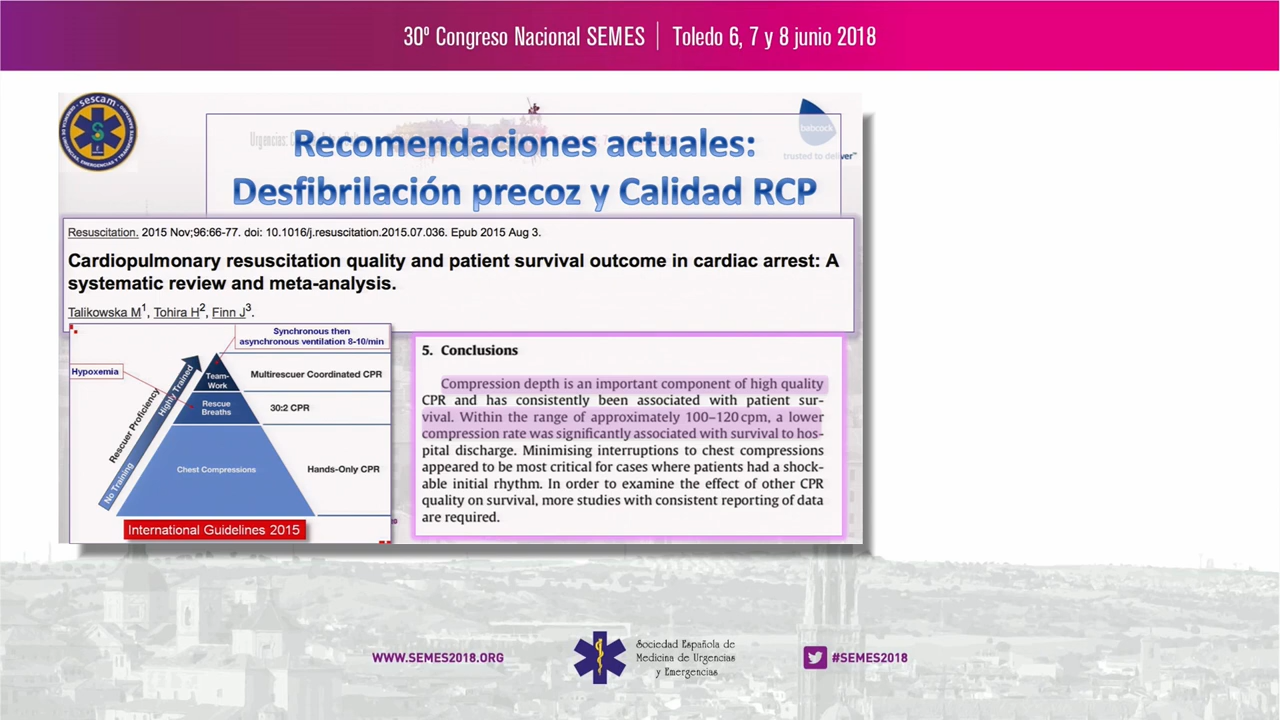 30º Congreso Nacional SEMES | Toledo 6, 7 y 8 junio 2018
sescam
babcock
trusted to deliver™
Urgencias:
Recomendaciones actuales:
Desfibrilación precoz y Calidad RCP
Resuscitation. 2015 Nov;96:66-77. doi: 10.1016/j.resuscitation.2015.07.036. Epub 2015 Aug 3.
Cardiopulmonary resuscitation quality and patient survival outcome in cardiac arrest: A
systematic review and meta-analysis.
Talikowska M1, Tohira H2, Finn J3.
Synchronous then
asynchronous ventilation 8-10/min
Hypoxemia
Team-
Work
Multirescuer Coordinated CPR
Rescue
Breaths
30:2 CPR
Chest Compressions
Hands-Only CPR
Rescuer Proficiency
No Training
Highly Trained
International Guidelines 2015
5. Conclusions
Compression depth is an important component of high quality
CPR and has consistently been associated with patient sur-
vival. Within the range of approximately 100–120 cpm, a lower
compression rate was significantly associated with survival to hos-
pital discharge. Minimising interruptions to chest compressions
appeared to be most critical for cases where patients had a shock-
able initial rhythm. In order to examine the effect of other CPR
quality on survival, more studies with consistent reporting of data
are required.
WWW.SEMES2018.ORG
Sociedad Española de
Medicina de Urgencias
y Emergencias
#SEMES2018